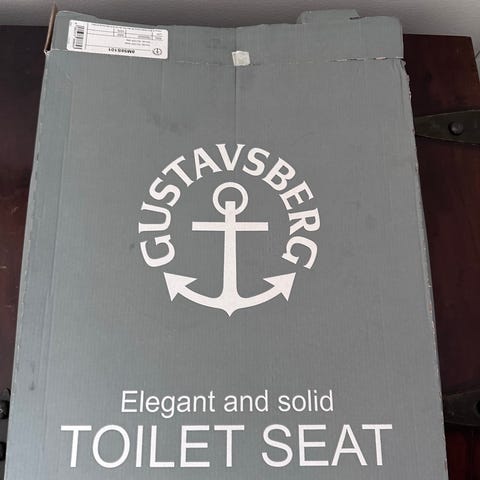 GUSTAVSBERG
Elegant and solid
TOILET SEAT